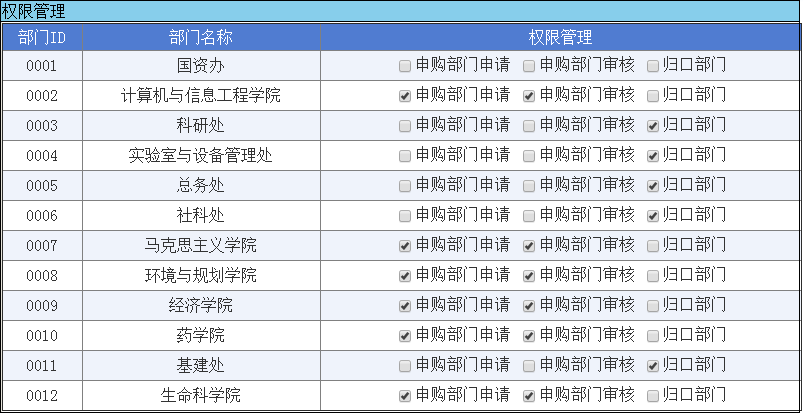 权限管理
部门ID 部门名称 权限管理
0001 国资办 申购部门申请 申购部门审核 归口部门
0002 计算机与信息工程学院 申购部门申请 申购部门审核 归口部门
0003 科研处 申购部门申请 申购部门审核 归口部门
0004 实验室与设备管理处 申购部门申请 申购部门审核 归口部门
0005 总务处 申购部门申请 申购部门审核 归口部门
0006 社科处 申购部门申请 申购部门审核 归口部门
0007 马克思主义学院 申购部门申请 申购部门审核 归口部门
0008 环境与规划学院 申购部门申请 申购部门审核 归口部门
0009 经济学院 申购部门申请 申购部门审核 归口部门
0010 药学院 申购部门申请 申购部门审核 归口部门
0011 基建处 申购部门申请 申购部门审核 归口部门
0012 生命科学院 申购部门申请 申购部门审核 归口部门